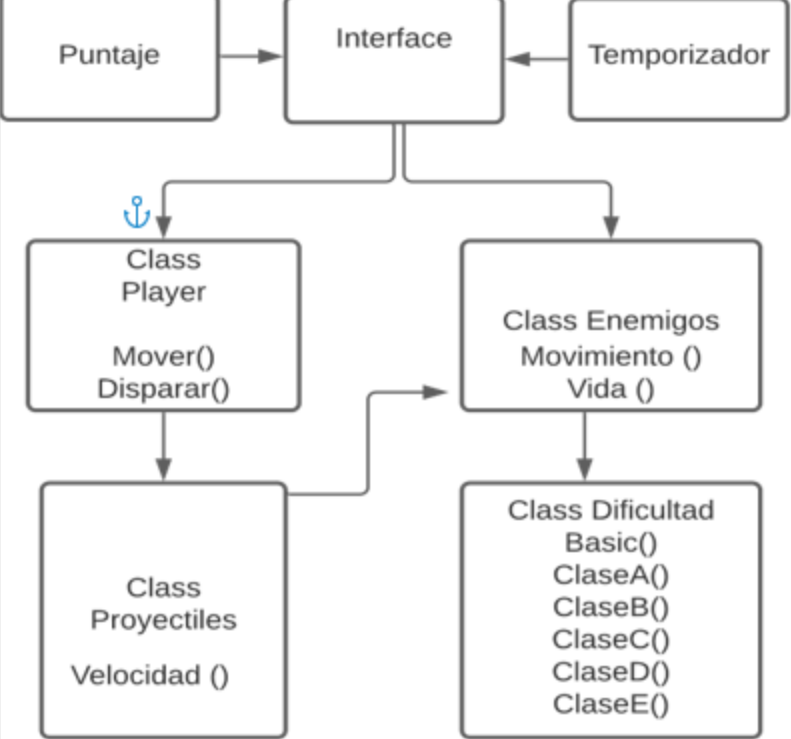 Puntaje
Interface
Temporizador
Class
Player
Mover()
Disparar()
Class Enemigos
Movimiento ()
Vida ()
Class
Proyectiles
Velocidad ()
Class Dificultad
Basic()
ClaseA()
ClaseB()
ClaseC()
ClaseD()
ClaseE()